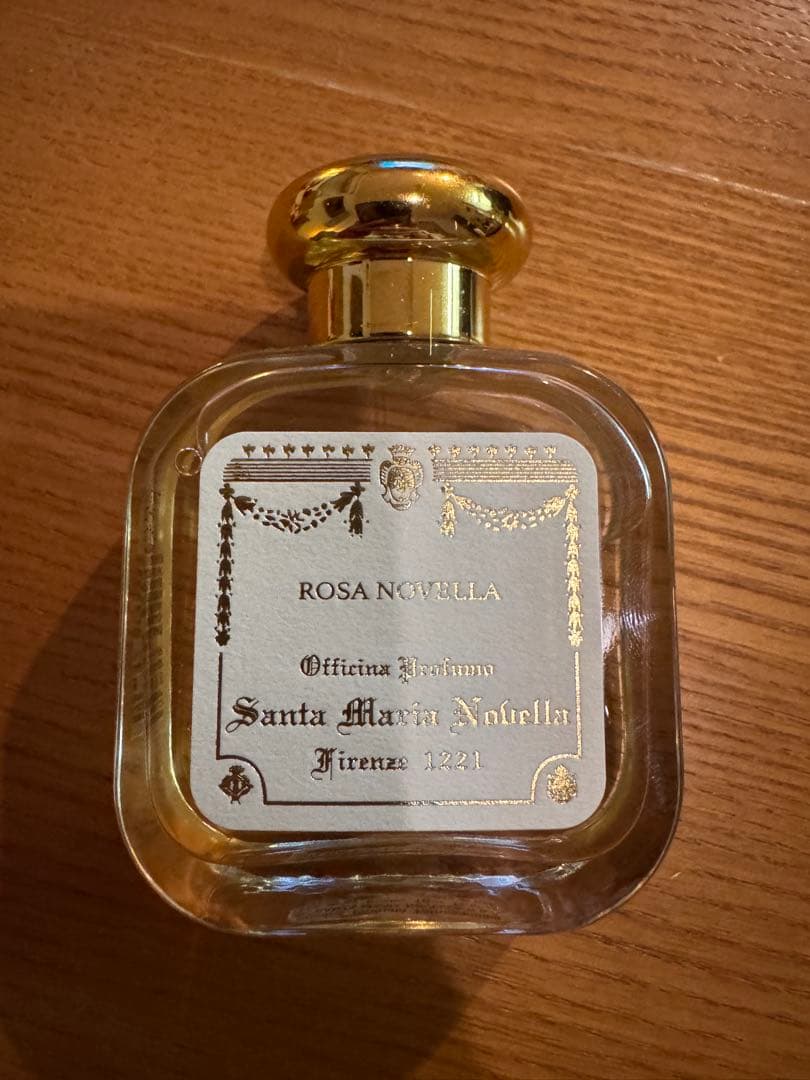 ROSA NOVELLA
Officina Profumo
Santa Maria Novella
Firenze 1221